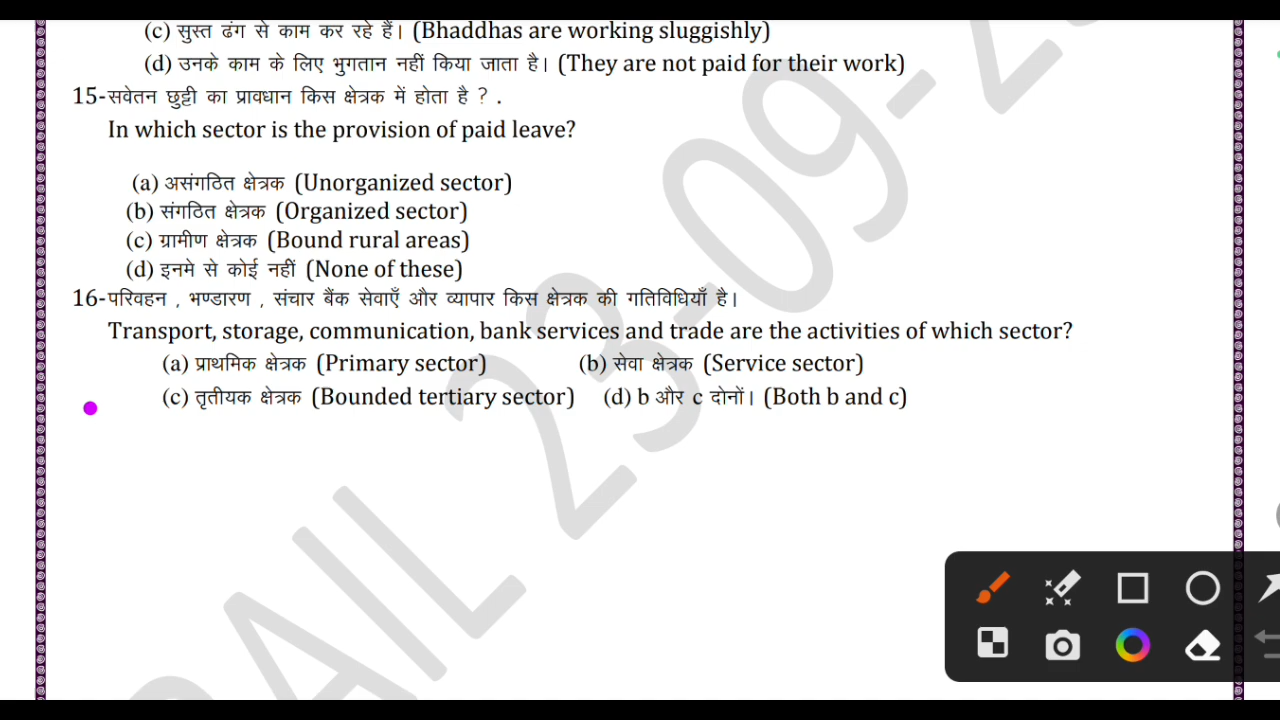 (c) सुस्त ढंग से काम कर रहे हैं। (Bhaddhas are working sluggishly)
(d) उनके काम के लिए भुगतान नहीं किया जाता है। (They are not paid for their work)
15-सवेतन छुट्टी का प्रावधान किस क्षेत्रक में होता है ? .
In which sector is the provision of paid leave?
(a) असंगठित क्षेत्रक (Unorganized sector)
(b) संगठित क्षेत्रक (Organized sector)
(c) ग्रामीण क्षेत्रक (Bound rural areas)
(d) इनमे से कोई नहीं (None of these)
16-परिवहन , भण्डारण , संचार बैंक सेवाएँ और व्यापार किस क्षेत्रक की गतिविधियाँ है।
Transport, storage, communication, bank services and trade are the activities of which sector?
(a) प्राथमिक क्षेत्रक (Primary sector) (b) सेवा क्षेत्रक (Service sector)
(c) तृतीयक क्षेत्रक (Bounded tertiary sector) (d) b और c दोनों। (Both b and c)
23-09-2